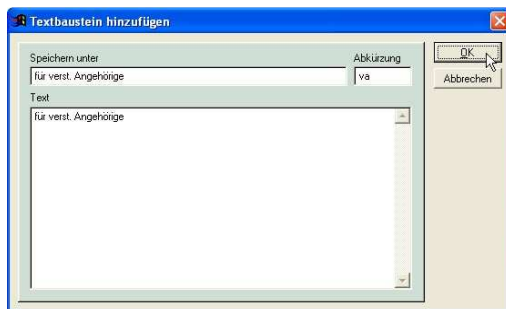 Textbaustein hinzufügen
Speichern unter Abkürzung
für verst. Angehörige va
OK
Abbrechen
Text
für verst. Angehörige